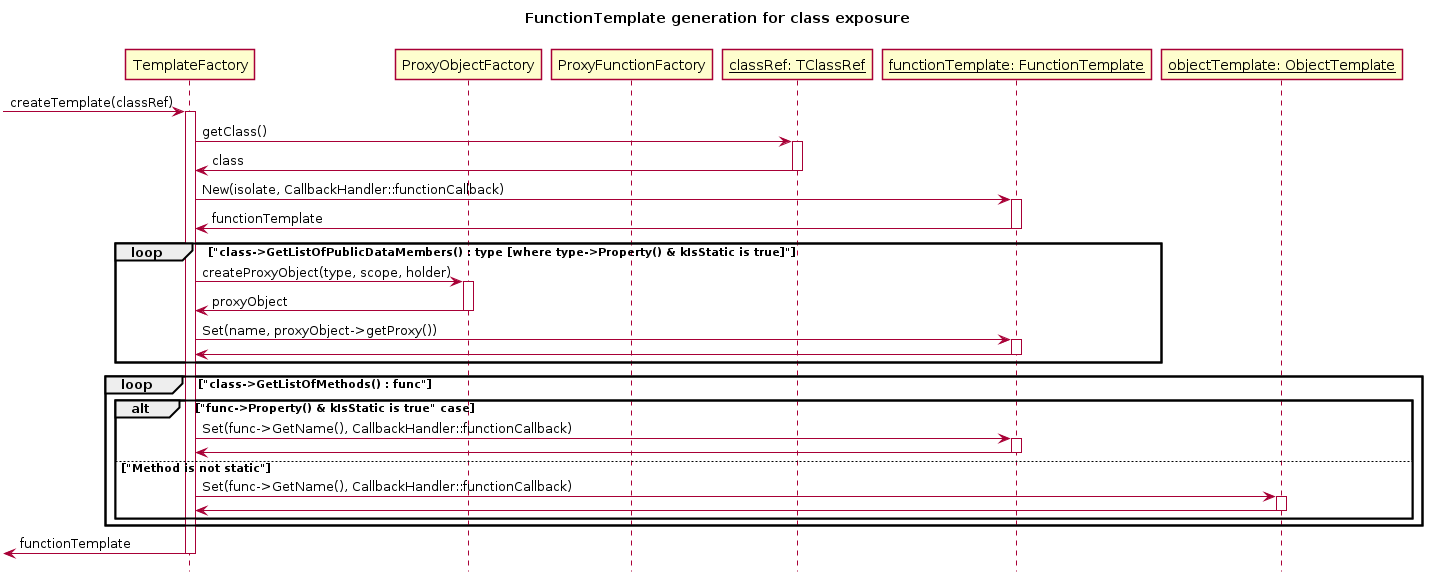 FunctionTemplate generation for class exposure
TemplateFactory
ProxyObjectFactory
ProxyFunctionFactory
classRef: TClassRef
functionTemplate: FunctionTemplate
objectTemplate: ObjectTemplate
createTemplate(classRef)
getClass()
class
New(isolate, CallbackHandler::functionCallback)
functionTemplate
loop ["class->GetListOfPublicDataMembers() : type [where type->Property() & kIsStatic is true]"]
createProxyObject(type, scope, holder)
proxyObject
Set(name, proxyObject->getProxy())
loop ["class->GetListOfMethods() : func"]
alt ["func->Property() & kIsStatic is true" case]
Set(func->GetName(), CallbackHandler::functionCallback)
["Method is not static"]
Set(func->GetName(), CallbackHandler::functionCallback)
functionTemplate